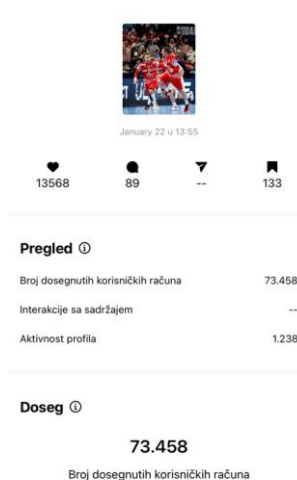 January 22 u 13:55
13568 89 -- 133
Pregled
Broj dosegnutih korisničkih računa 73.458
Interakcije sa sadržajem --
Aktivnost profila 1.238
Doseg
73.458
Broj dosegnutih korisničkih računa